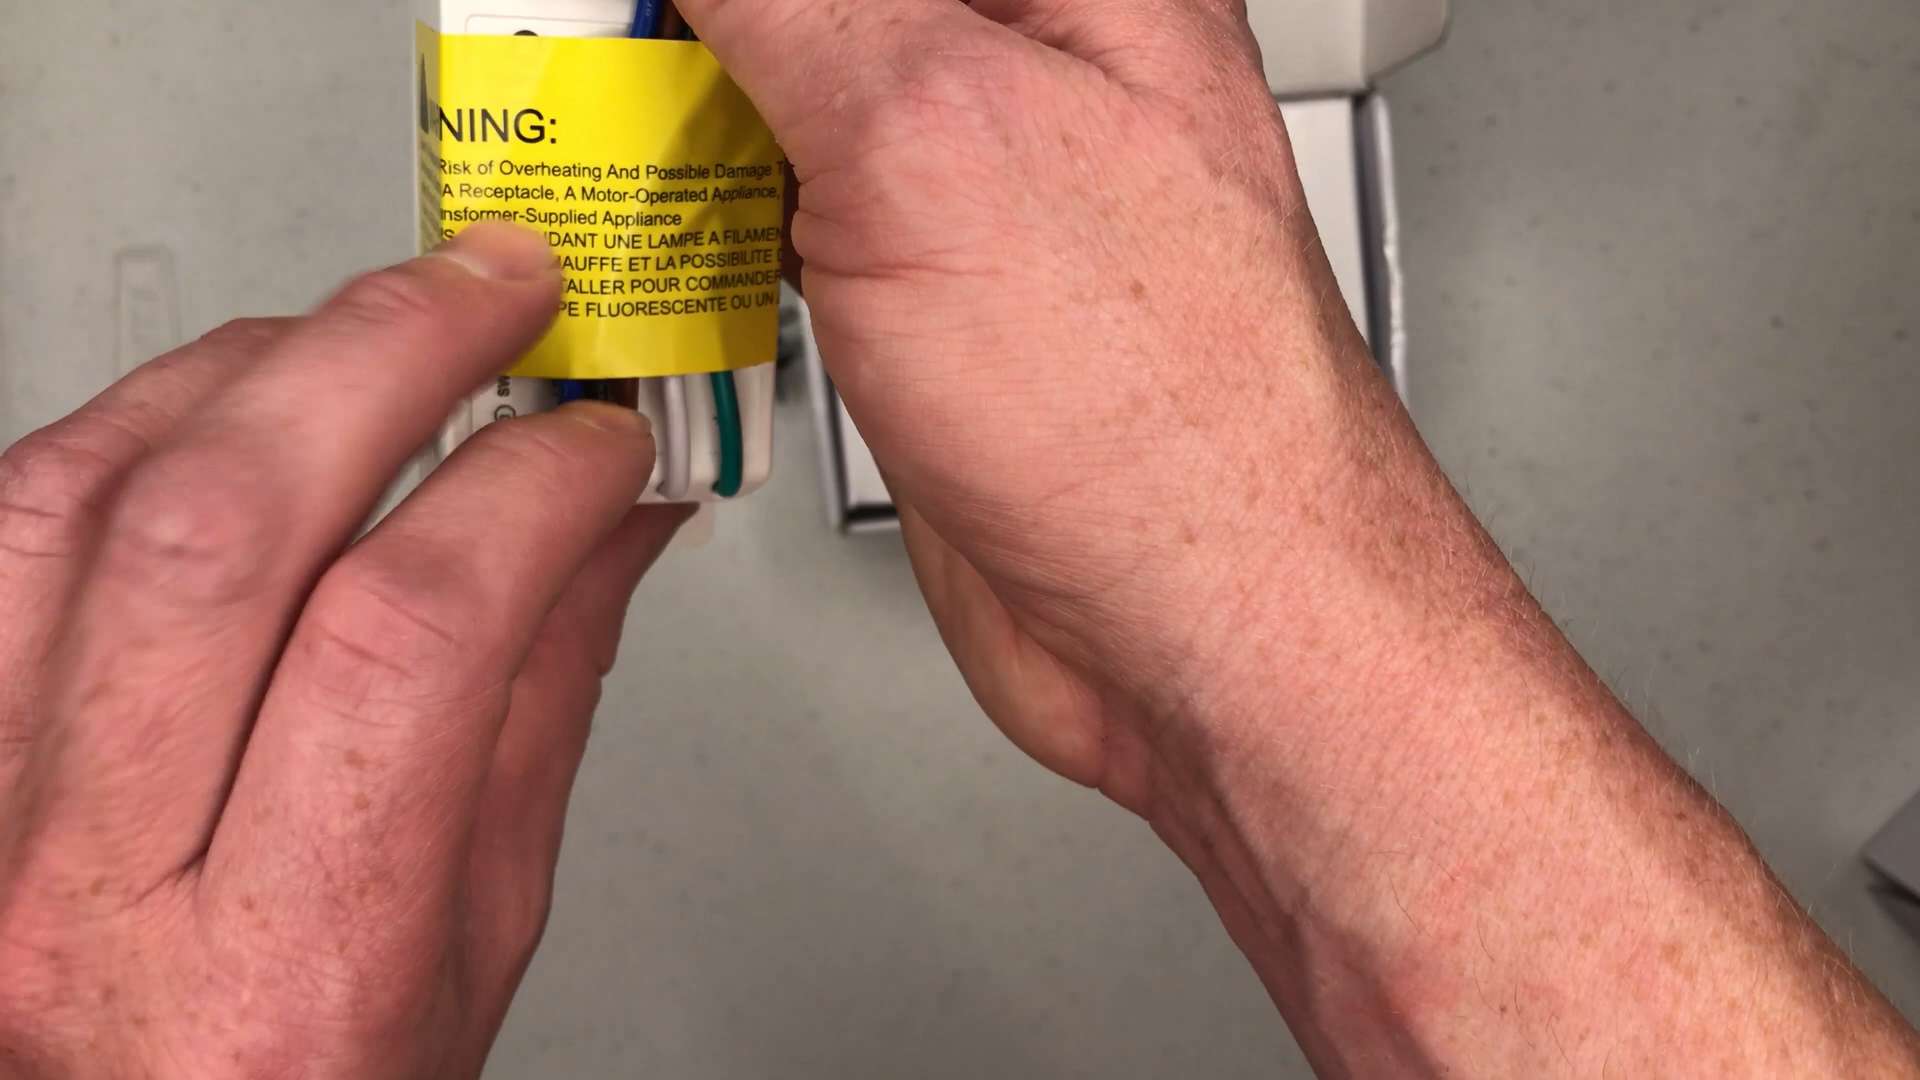 NING:
Risk of Overheating And Possible Damage
A Receptacle, A Motor-Operated Appliance,
nsformer-Supplied Appliance
DANT UNE LAMPE A FILAMEN
AUFFE ET LA POSSIBILITE
TALLER POUR COMMANDER
PE FLUORESCENTE OU UN